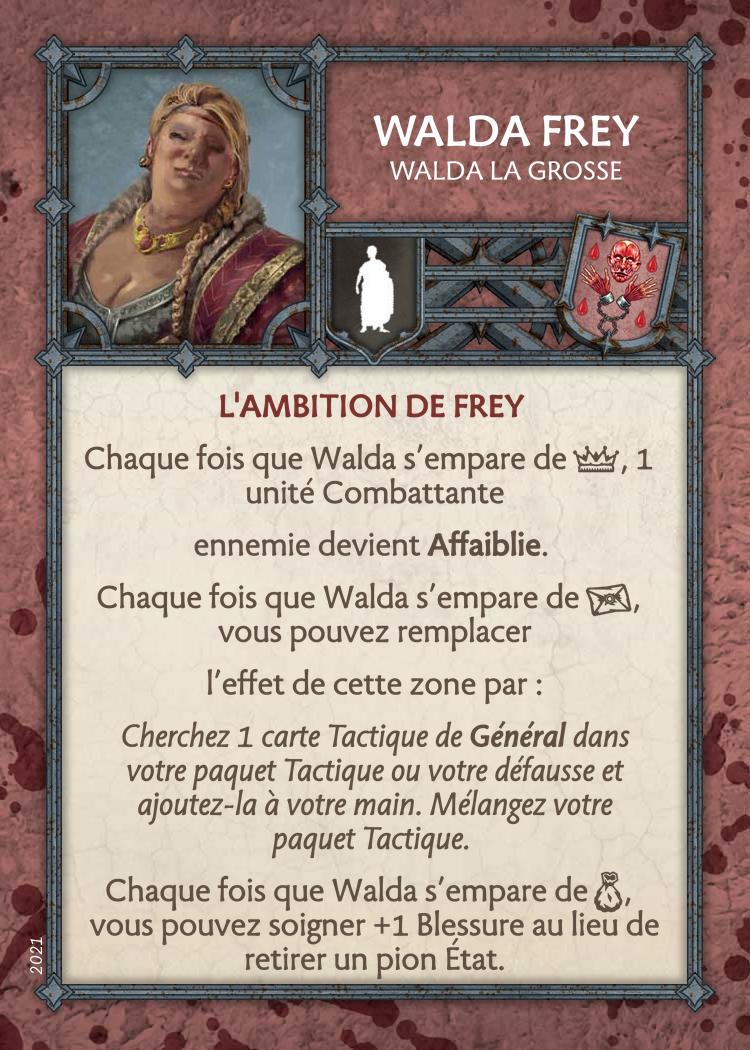 WALDA FREY
WALDA LA GROSSE
L'AMBITION DE FREY
Chaque fois que Walda s’empare de , 1
unité Combattante
ennemie devient Affaiblie.
Chaque fois que Walda s’empare de ,
vous pouvez remplacer
l’effet de cette zone par :
Cherchez 1 carte Tactique de Général dans
votre paquet Tactique ou votre défausse et
ajoutez-la à votre main. Mélangez votre
paquet Tactique.
Chaque fois que Walda s’empare de ,
vous pouvez soigner +1 Blessure au lieu de
retirer un pion État.
2021